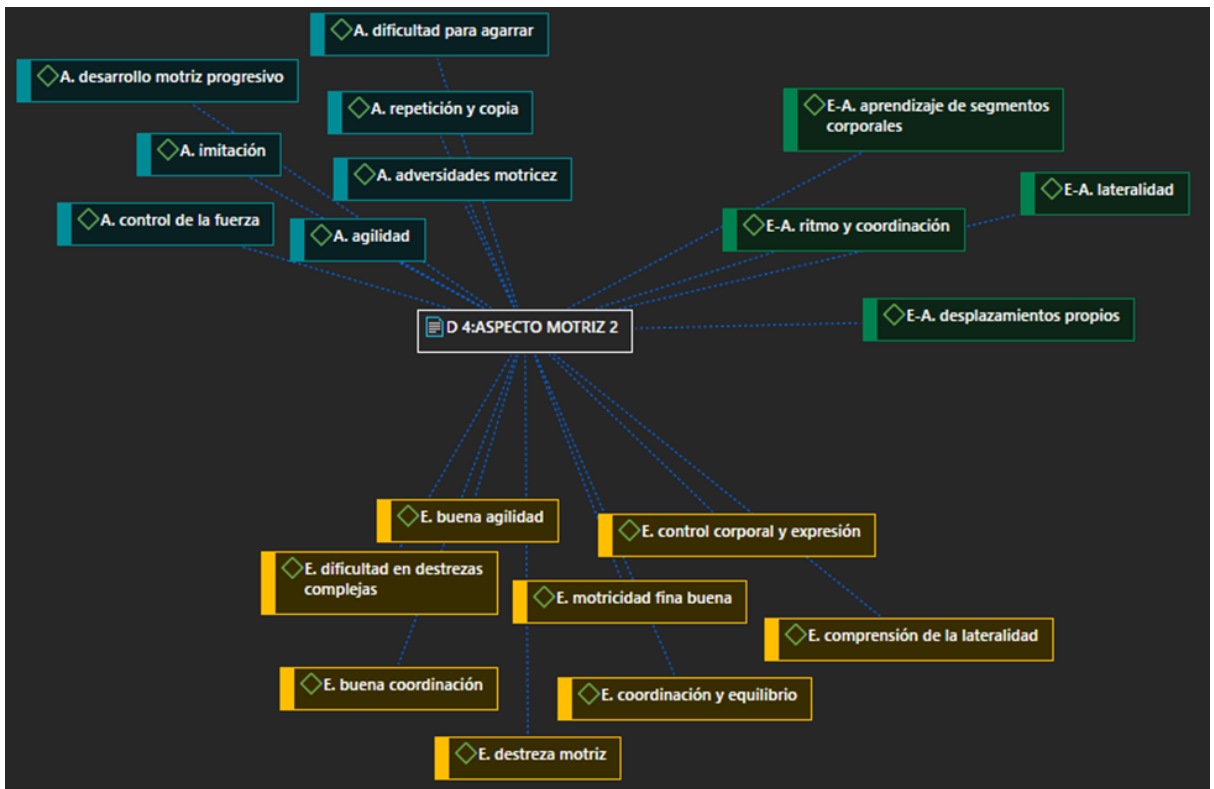 A. dificultad para agarrar
A. desarrollo motriz progresivo
A. repetición y copia
E-A. aprendizaje de segmentos
corporales
A. imitación
A. adversidades motricez
E-A. lateralidad
A. control de la fuerza
A. agilidad
E-A. ritmo y coordinación
D 4:ASPECTO MOTRIZ 2
E-A. desplazamientos propios
E. buena agilidad
E. control corporal y expresión
E. dificultad en destrezas
complejas
E. motricidad fina buena
E. comprensión de la lateralidad
E. buena coordinación
E. coordinación y equilibrio
E. destreza motriz